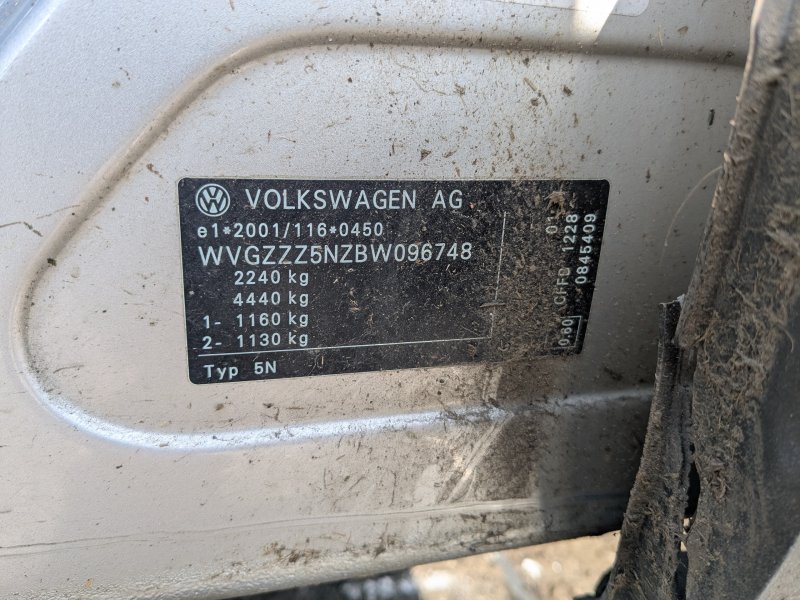 VOLKSWAGEN AG
e1*2001/116*0450
WVGZZZ5NZBW096748
2240 kg
4440 kg
1- 1160 kg
2- 1130 kg
Typ 5N
0.80
1228
0845409